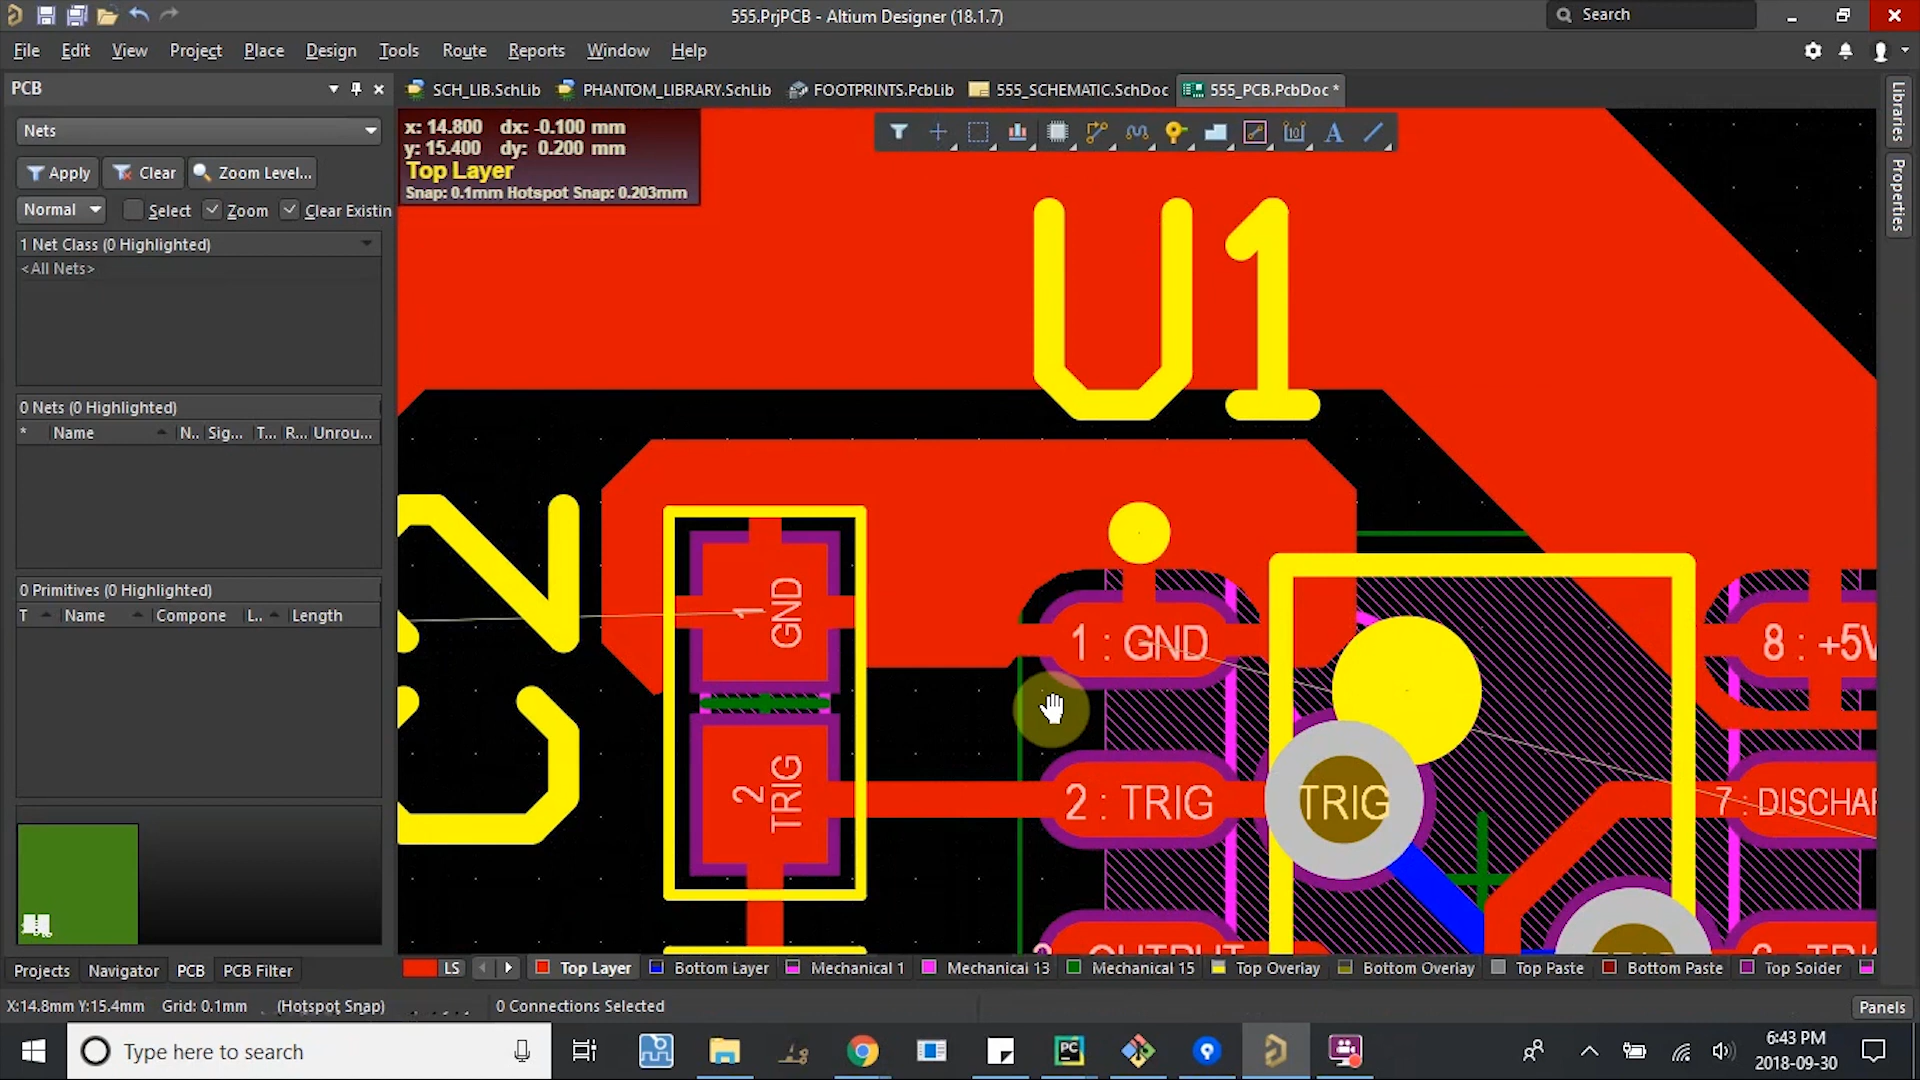 555.PrjPCB - Altium Designer (18.1.7)
Search
File Edit View Project Place Design Tools Route Reports Window Help
PCB
SCH_LIB.SchLib PHANTOM_LIBRARY.SchLib FOOTPRINTS.PcbLib 555_SCHEMATIC.SchDoc 555_PCB.PcbDoc *
Libraries
Properties
Nets
Apply Clear Zoom Level...
Normal Select Zoom Clear Existin
1 Net Class (0 Highlighted)
<All Nets>
0 Nets (0 Highlighted)
* Name N.. Sig... T... R... Unrou...
0 Primitives (0 Highlighted)
T Name Compone L.. Length
x: 14.800 dx: -0.100 mm
y: 15.400 dy: 0.200 mm
Top Layer
Snap: 0.1mm Hotspot Snap: 0.203mm
10
A
U1
C2
1
GND
2
TRIG
1 : GND
2 : TRIG
TRIG
8 : +5V
7 : DISCHAR
Projects Navigator PCB PCB Filter
LS Top Layer Bottom Layer Mechanical 1 Mechanical 13 Mechanical 15 Top Overlay Bottom Overlay Top Paste Bottom Paste Top Solder
X:14.8mm Y:15.4mm Grid: 0.1mm (Hotspot Snap) 0 Connections Selected
Panels
Type here to search
PC
6:43 PM
2018-09-30